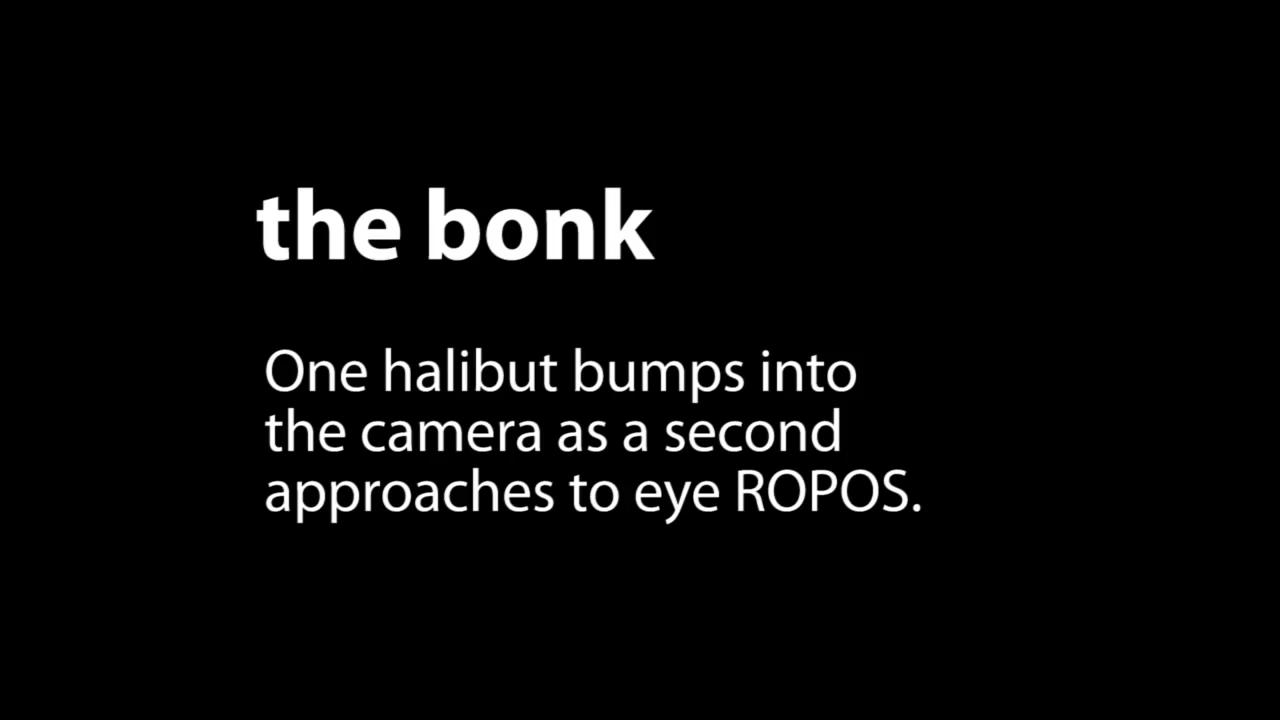 the bonk
One halibut bumps into
the camera as a second
approaches to eye ROPOS.